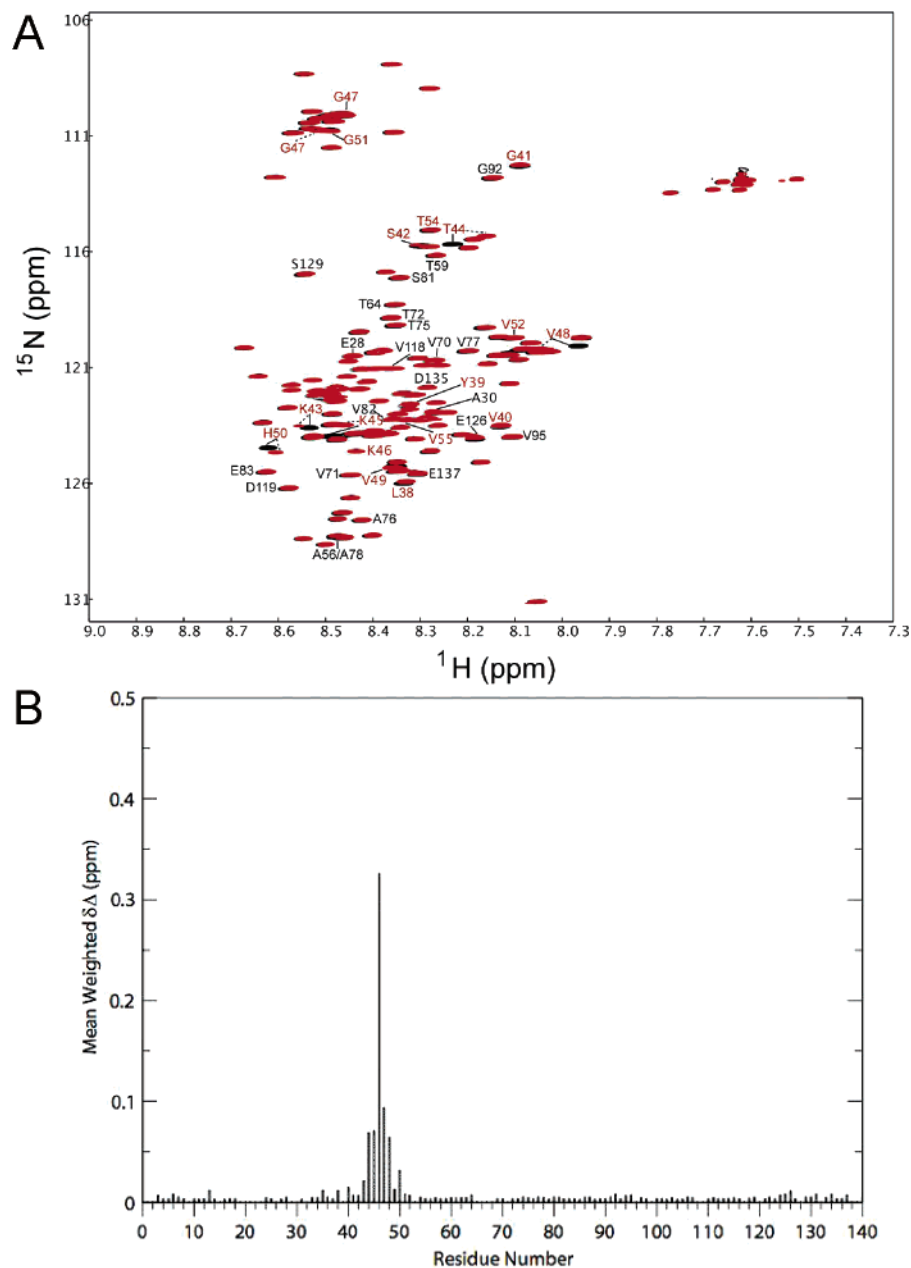 A
106
111
116
121
126
131
¹⁵N (ppm)
G47
G47
G51
G92
G41
T54
T44
S42
T59
S129
S81
T64
T72
T75
V52
E28
V70
V77
V48
V118
D135
Y39
A30
K43
V82
K45
E126
V40
H50
V55
V95
K46
E83
V71
V49
E137
D119
L38
A76
A56/A78
9.0 8.9 8.8 8.7 8.6 8.5 8.4 8.3 8.2 8.1 8.0 7.9 7.8 7.7 7.6 7.5 7.4 7.3
¹H (ppm)
B
0.5
0.4
0.3
0.2
0.1
0
Mean Weighted δΔ (ppm)
0 10 20 30 40 50 60 70 80 90 100 110 120 130 140
Residue Number